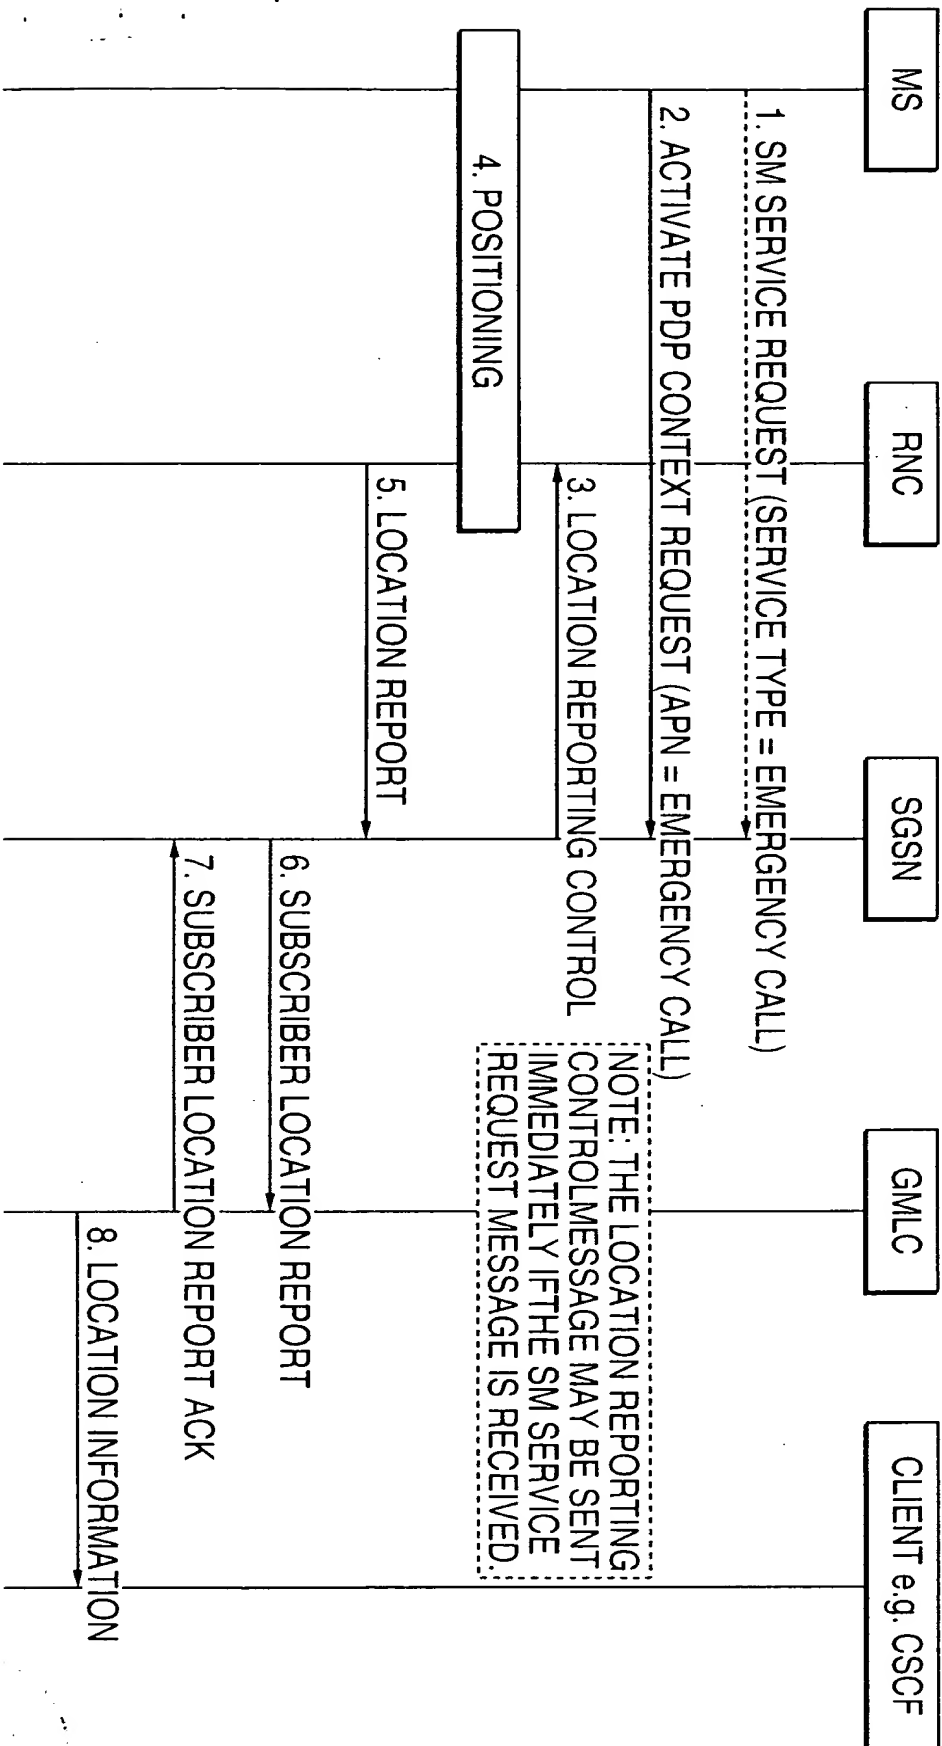 MS
RNC
SGSN
GMLC
CLIENT e.g. CSCF
1. SM SERVICE REQUEST (SERVICE TYPE = EMERGENCY CALL)
2. ACTIVATE PDP CONTEXT REQUEST (APN = EMERGENCY CALL)
3. LOCATION REPORTING CONTROL
NOTE: THE LOCATION REPORTING
CONTROLMESSAGE MAY BE SENT
IMMEDIATELY IFTHE SM SERVICE
REQUEST MESSAGE IS RECEIVED.
4. POSITIONING
5. LOCATION REPORT
6. SUBSCRIBER LOCATION REPORT
7. SUBSCRIBER LOCATION REPORT ACK
8. LOCATION INFORMATION